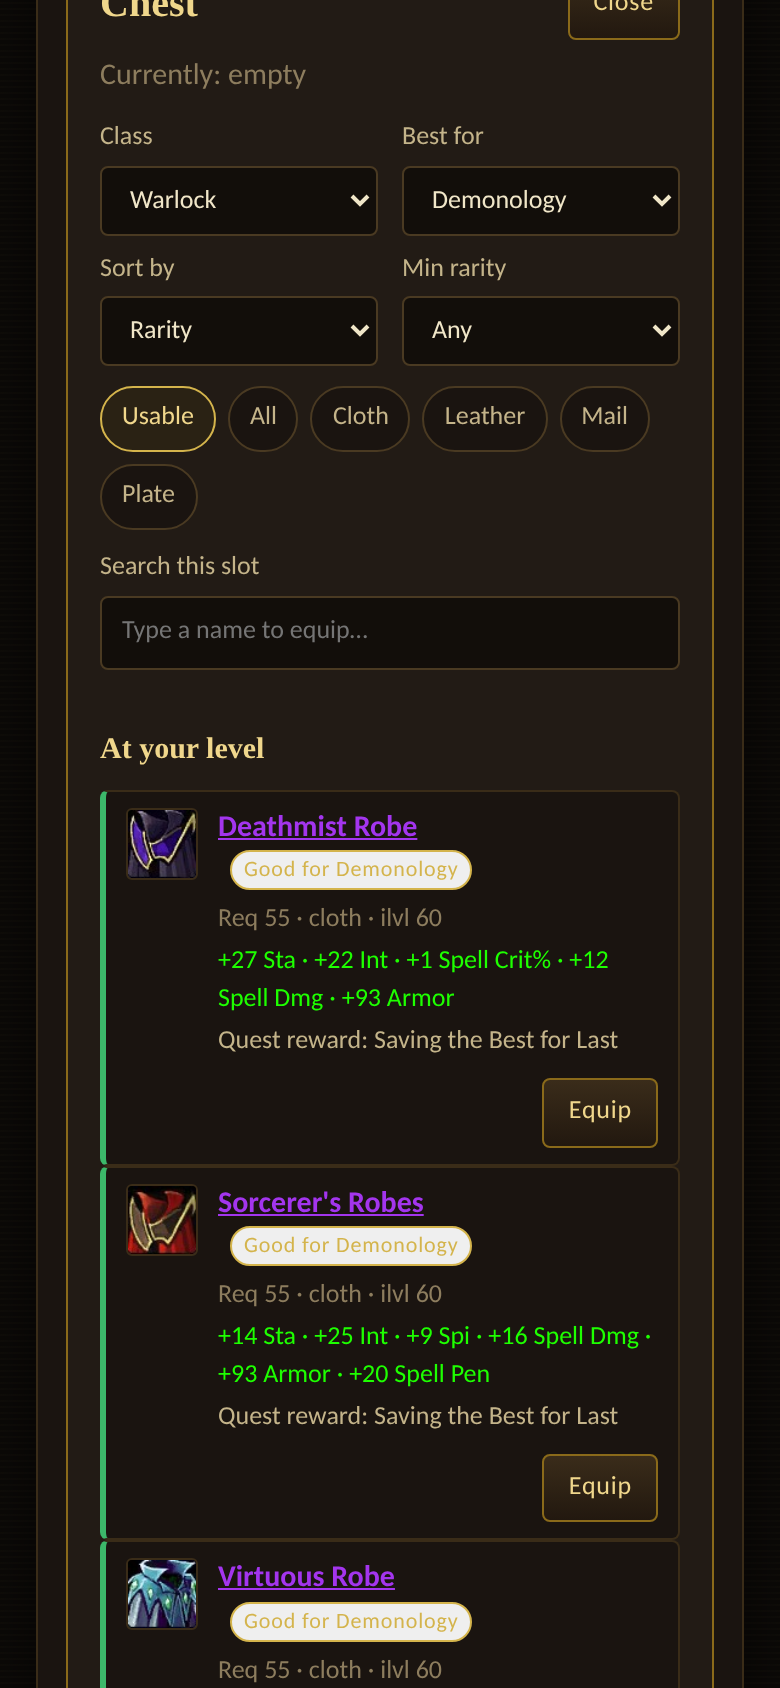 Chest
Close
Currently: empty
Class
Best for
Warlock
Demonology
Sort by
Min rarity
Rarity
Any
Usable
All
Cloth
Leather
Mail
Plate
Search this slot
Type a name to equip...
At your level
Deathmist Robe
Good for Demonology
Req 55 · cloth · ilvl 60
+27 Sta · +22 Int · +1 Spell Crit% · +12
Spell Dmg · +93 Armor
Quest reward: Saving the Best for Last
Equip
Sorcerer's Robes
Good for Demonology
Req 55 · cloth · ilvl 60
+14 Sta · +25 Int · +9 Spi · +16 Spell Dmg ·
+93 Armor · +20 Spell Pen
Quest reward: Saving the Best for Last
Equip
Virtuous Robe
Good for Demonology
Req 55 · cloth · ilvl 60